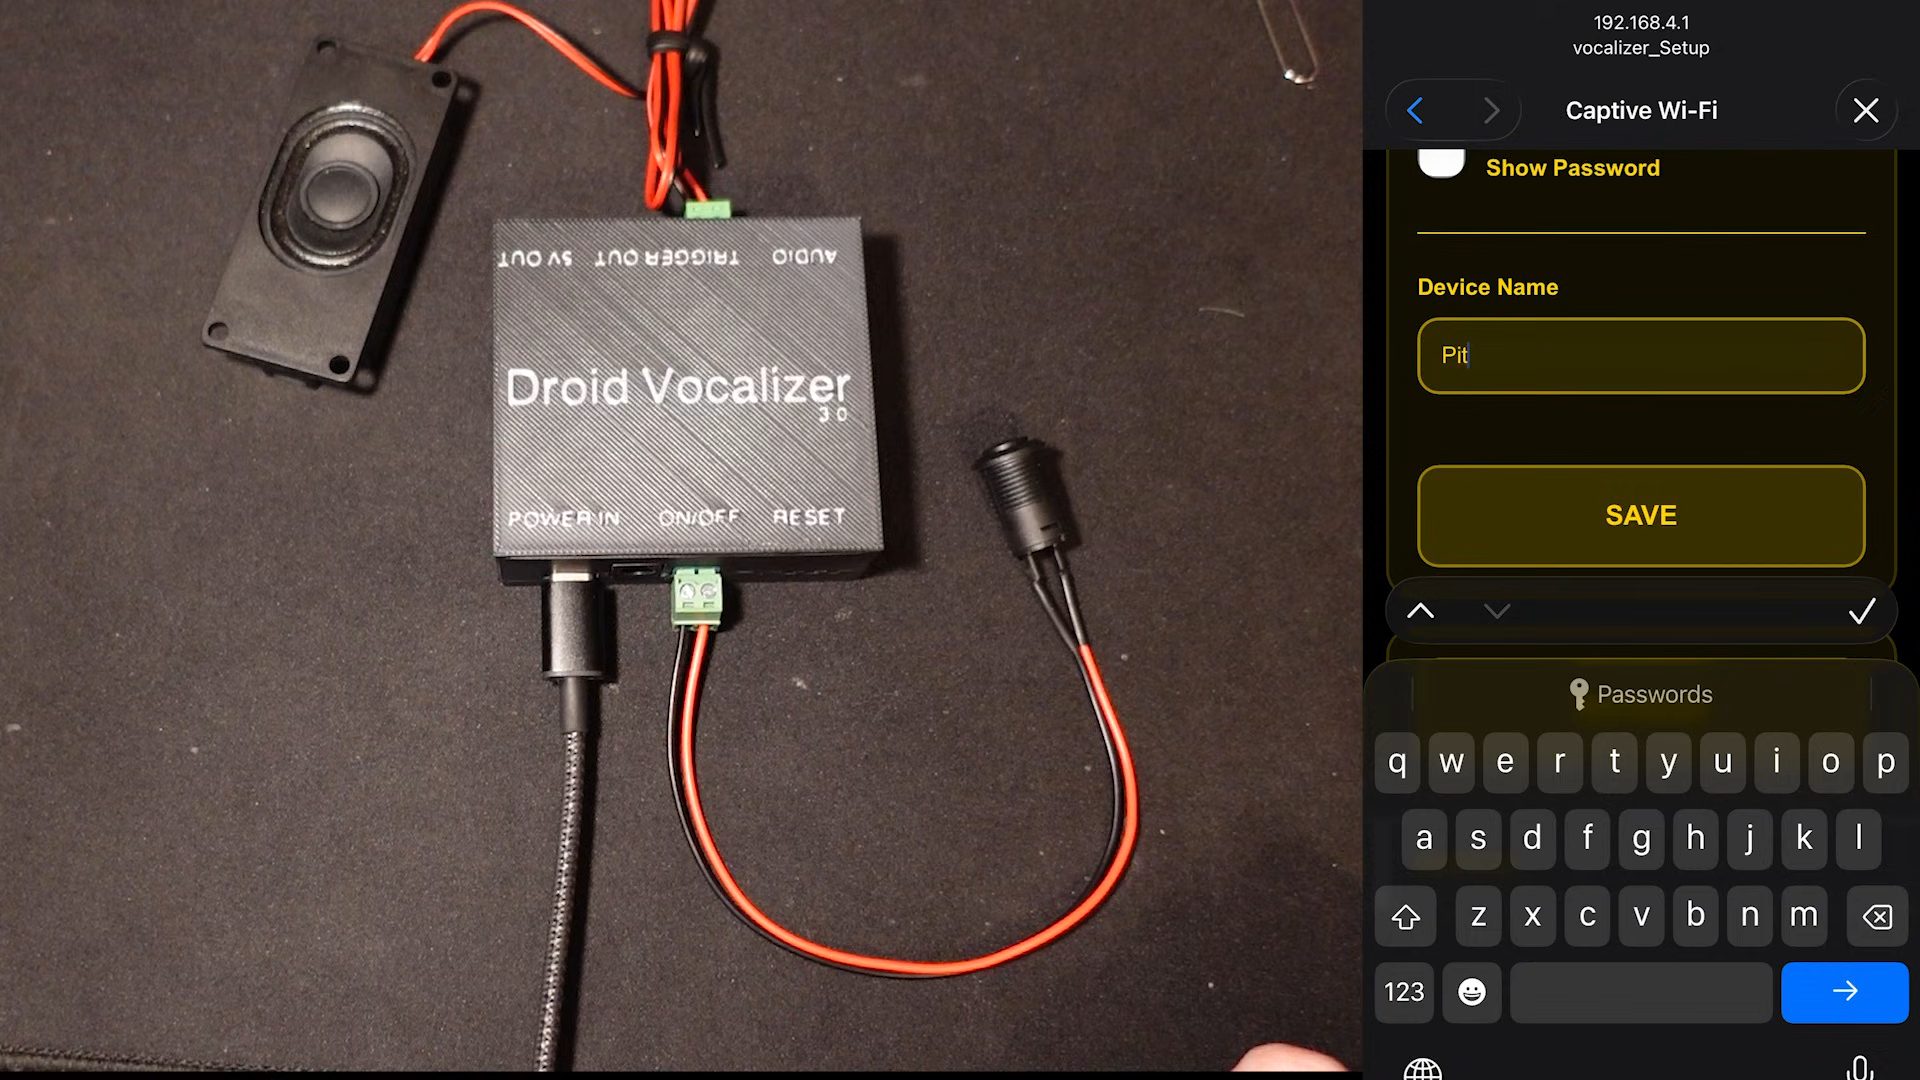 5V OUT TRIGGER OUT AUDIO
Droid Vocalizer
3.0
POWER IN ON/OFF RESET
192.168.4.1
vocalizer_Setup
Captive Wi-Fi
Show Password
Device Name
Pit
SAVE
Passwords
q w e r t y u i o p
a s d f g h j k l
z x c v b n m
123